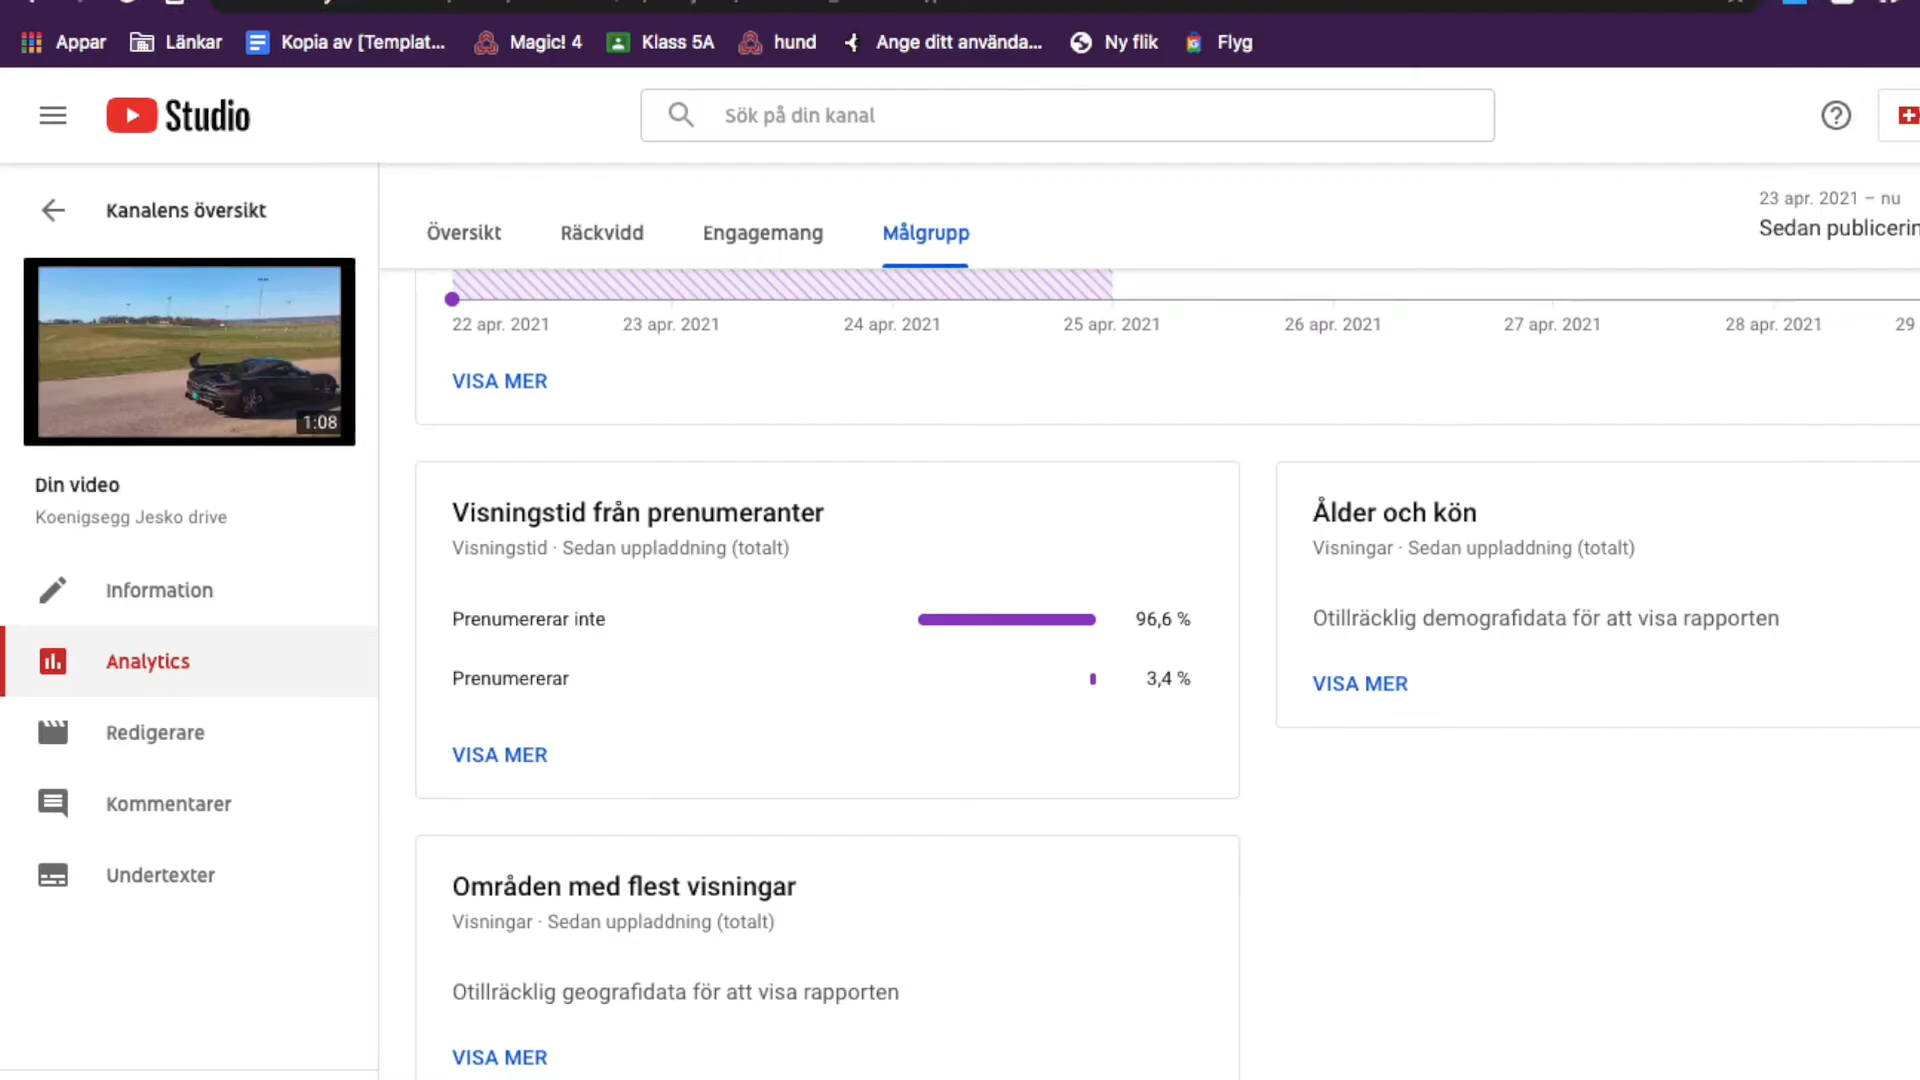 Appar Länkar Kopia av [Templat... Magic! 4 Klass 5A hund Ange ditt använda... Ny flik Flyg
Studio
Sök på din kanal
Kanalens översikt
1:08
Din video
Koenigsegg Jesko drive
Information
Analytics
Redigerare
Kommentarer
Undertexter
Översikt Räckvidd Engagemang Målgrupp
23 apr. 2021 – nu
Sedan publicerin
22 apr. 2021 23 apr. 2021 24 apr. 2021 25 apr. 2021 26 apr. 2021 27 apr. 2021 28 apr. 2021 29
VISA MER
Visningstid från prenumeranter
Visningstid · Sedan uppladdning (totalt)
Prenumererar inte 96,6 %
Prenumererar 3,4 %
VISA MER
Ålder och kön
Visningar · Sedan uppladdning (totalt)
Otillräcklig demografidata för att visa rapporten
VISA MER
Områden med flest visningar
Visningar · Sedan uppladdning (totalt)
Otillräcklig geografidata för att visa rapporten
VISA MER